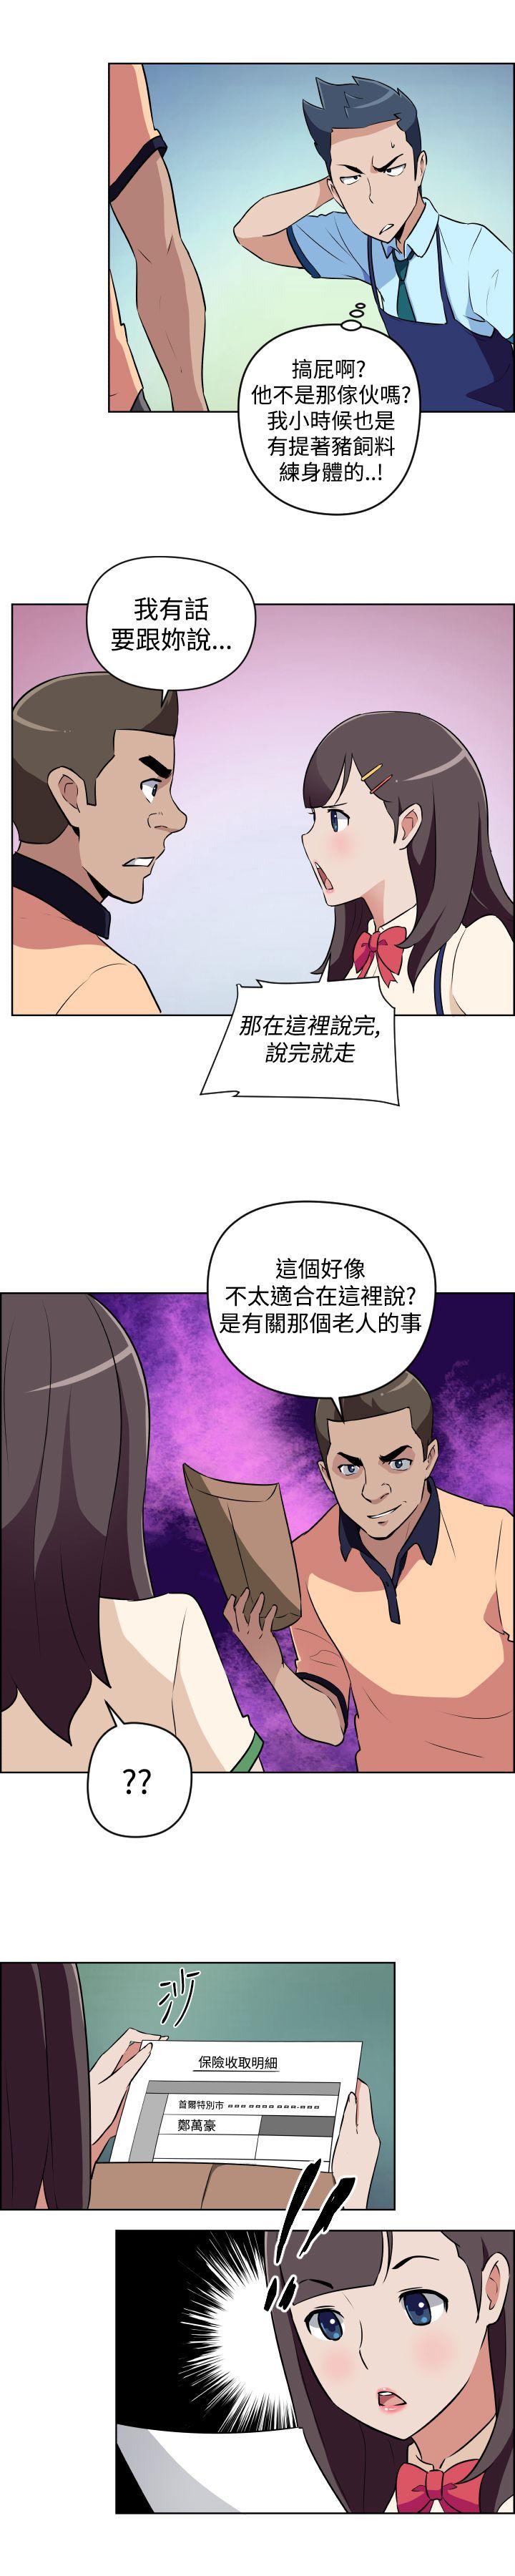 搞屁啊?
他不是那傢伙嗎?
我小時候也是
有提著豬飼料
練身體的..!
我有話
要跟妳說...
那在這裡說完,
說完就走
這個好像
不太適合在這裡說?
是有關那個老人的事
??
沙
保險收取明細
首爾特別市
鄭萬豪